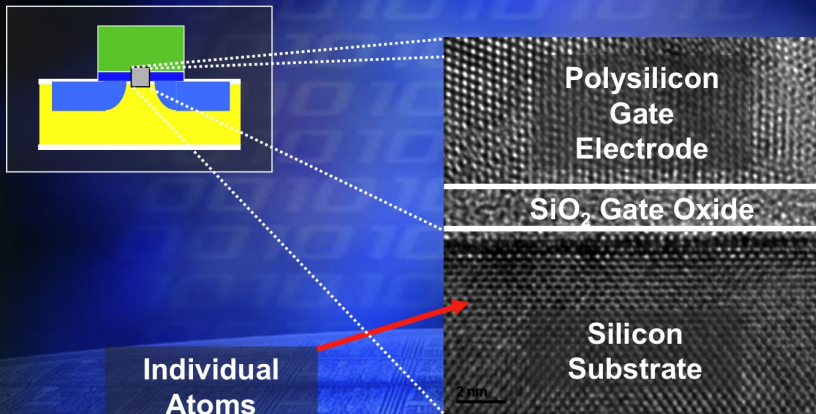 Polysilicon
Gate
Electrode
SiO₂ Gate Oxide
Silicon
Substrate
2 nm
Individual
Atoms